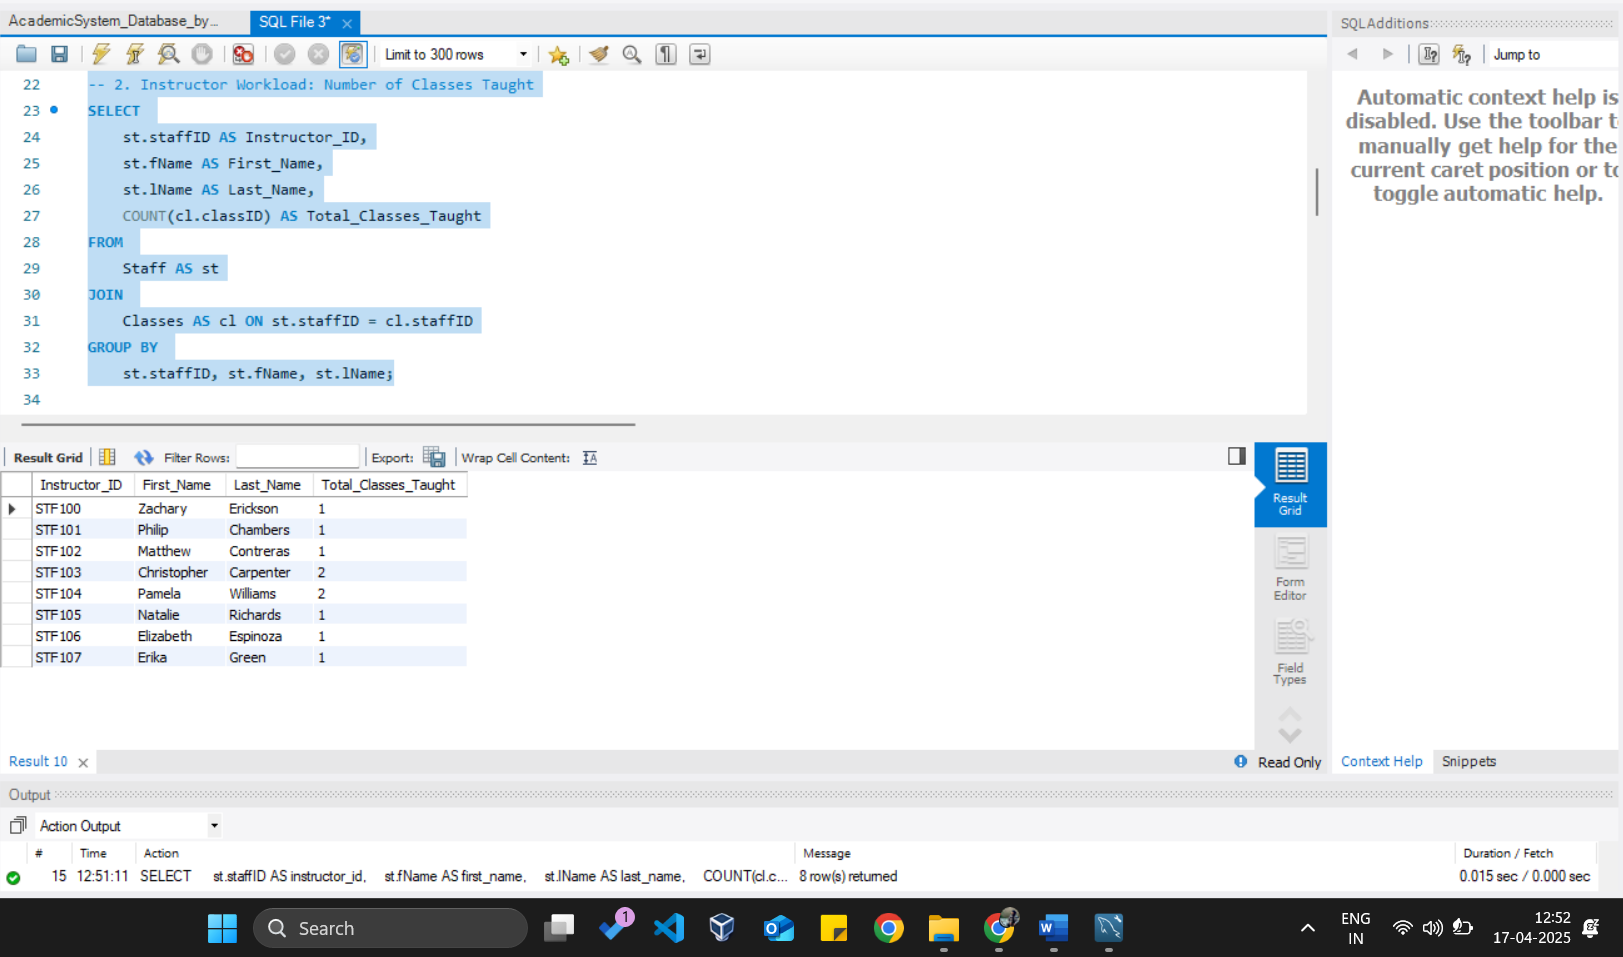 AcademicSystem_Database_by...
SQL File 3*
SQLAdditions
Limit to 300 rows
Jump to
22 -- 2. Instructor Workload: Number of Classes Taught
23 SELECT
24 st.staffID AS Instructor_ID,
25 st.fName AS First_Name,
26 st.lName AS Last_Name,
27 COUNT(cl.classID) AS Total_Classes_Taught
28 FROM
29 Staff AS st
30 JOIN
31 Classes AS cl ON st.staffID = cl.staffID
32 GROUP BY
33 st.staffID, st.fName, st.lName;
34
Automatic context help is
disabled. Use the toolbar t
manually get help for the
current caret position or to
toggle automatic help.
Result Grid Filter Rows: Export: Wrap Cell Content:
Instructor_ID First_Name Last_Name Total_Classes_Taught
STF100 Zachary Erickson 1
STF101 Philip Chambers 1
STF102 Matthew Contreras 1
STF103 Christopher Carpenter 2
STF104 Pamela Williams 2
STF105 Natalie Richards 1
STF106 Elizabeth Espinoza 1
STF107 Erika Green 1
Result
Grid
Form
Editor
Field
Types
Result 10
Read Only
Context Help Snippets
Output
Action Output
# Time Action Message Duration / Fetch
15 12:51:11 SELECT st.staffID AS instructor_id, st.fName AS first_name, st.lName AS last_name, COUNT(cl.c... 8 row(s) returned 0.015 sec / 0.000 sec
Search
1
ENG
IN
12:52
17-04-2025